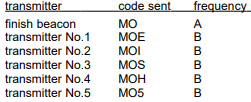 transmitter code sent frequency
finish beacon MO A
transmitter No.1 MOE B
transmitter No.2 MOI B
transmitter No.3 MOS B
transmitter No.4 MOH B
transmitter No.5 MO5 B